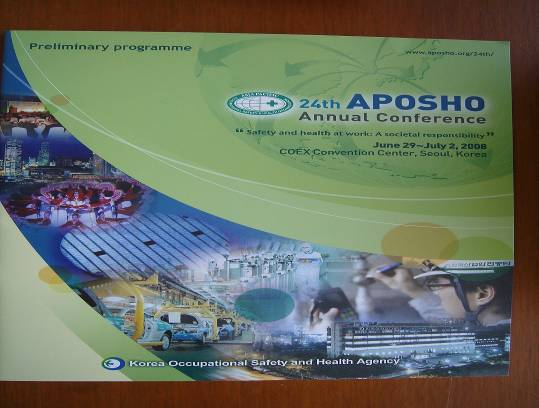 Preliminary programme
www.aposho.org/24th/
24th APOSHO
Annual Conference
“Safety and health at work: A societal responsibility”
June 29~July 2, 2008
COEX Convention Center, Seoul, Korea
Korea Occupational Safety and Health Agency